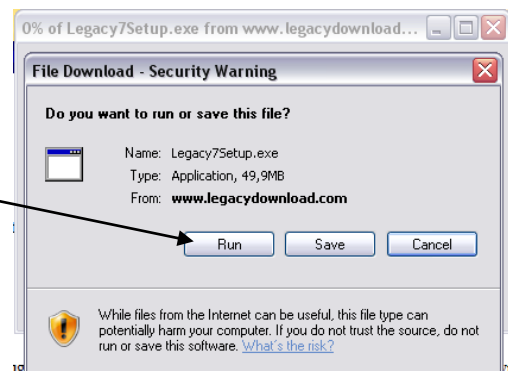 0% of Legacy7Setup.exe from www.legacydownload...
File Download - Security Warning
Do you want to run or save this file?
Name: Legacy7Setup.exe
Type: Application, 49,9MB
From: www.legacydownload.com
Run Save Cancel
While files from the Internet can be useful, this file type can
potentially harm your computer. If you do not trust the source, do not
run or save this software. What's the risk?